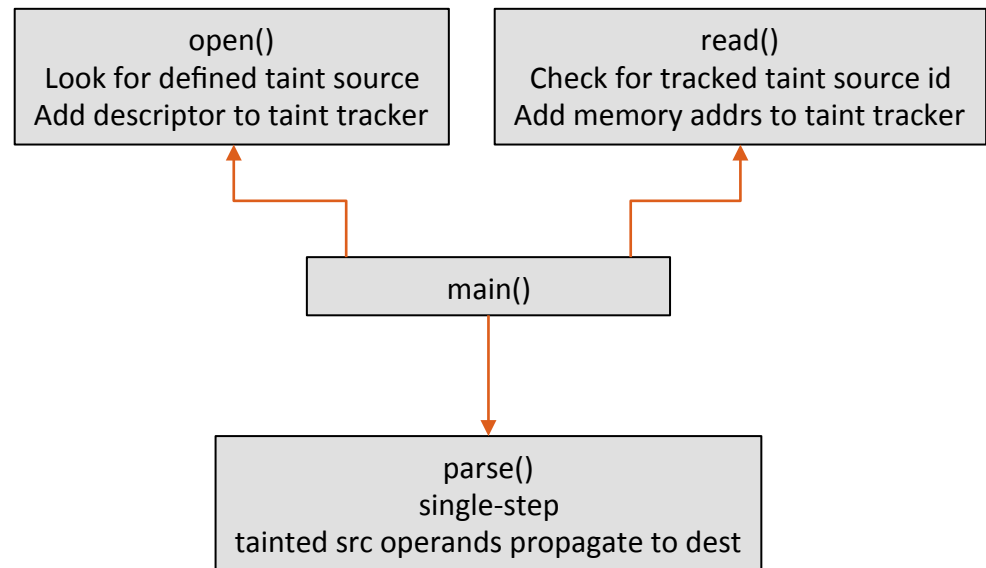 open()
Look for defined taint source
Add descriptor to taint tracker
read()
Check for tracked taint source id
Add memory addrs to taint tracker
main()
parse()
single-step
tainted src operands propagate to dest